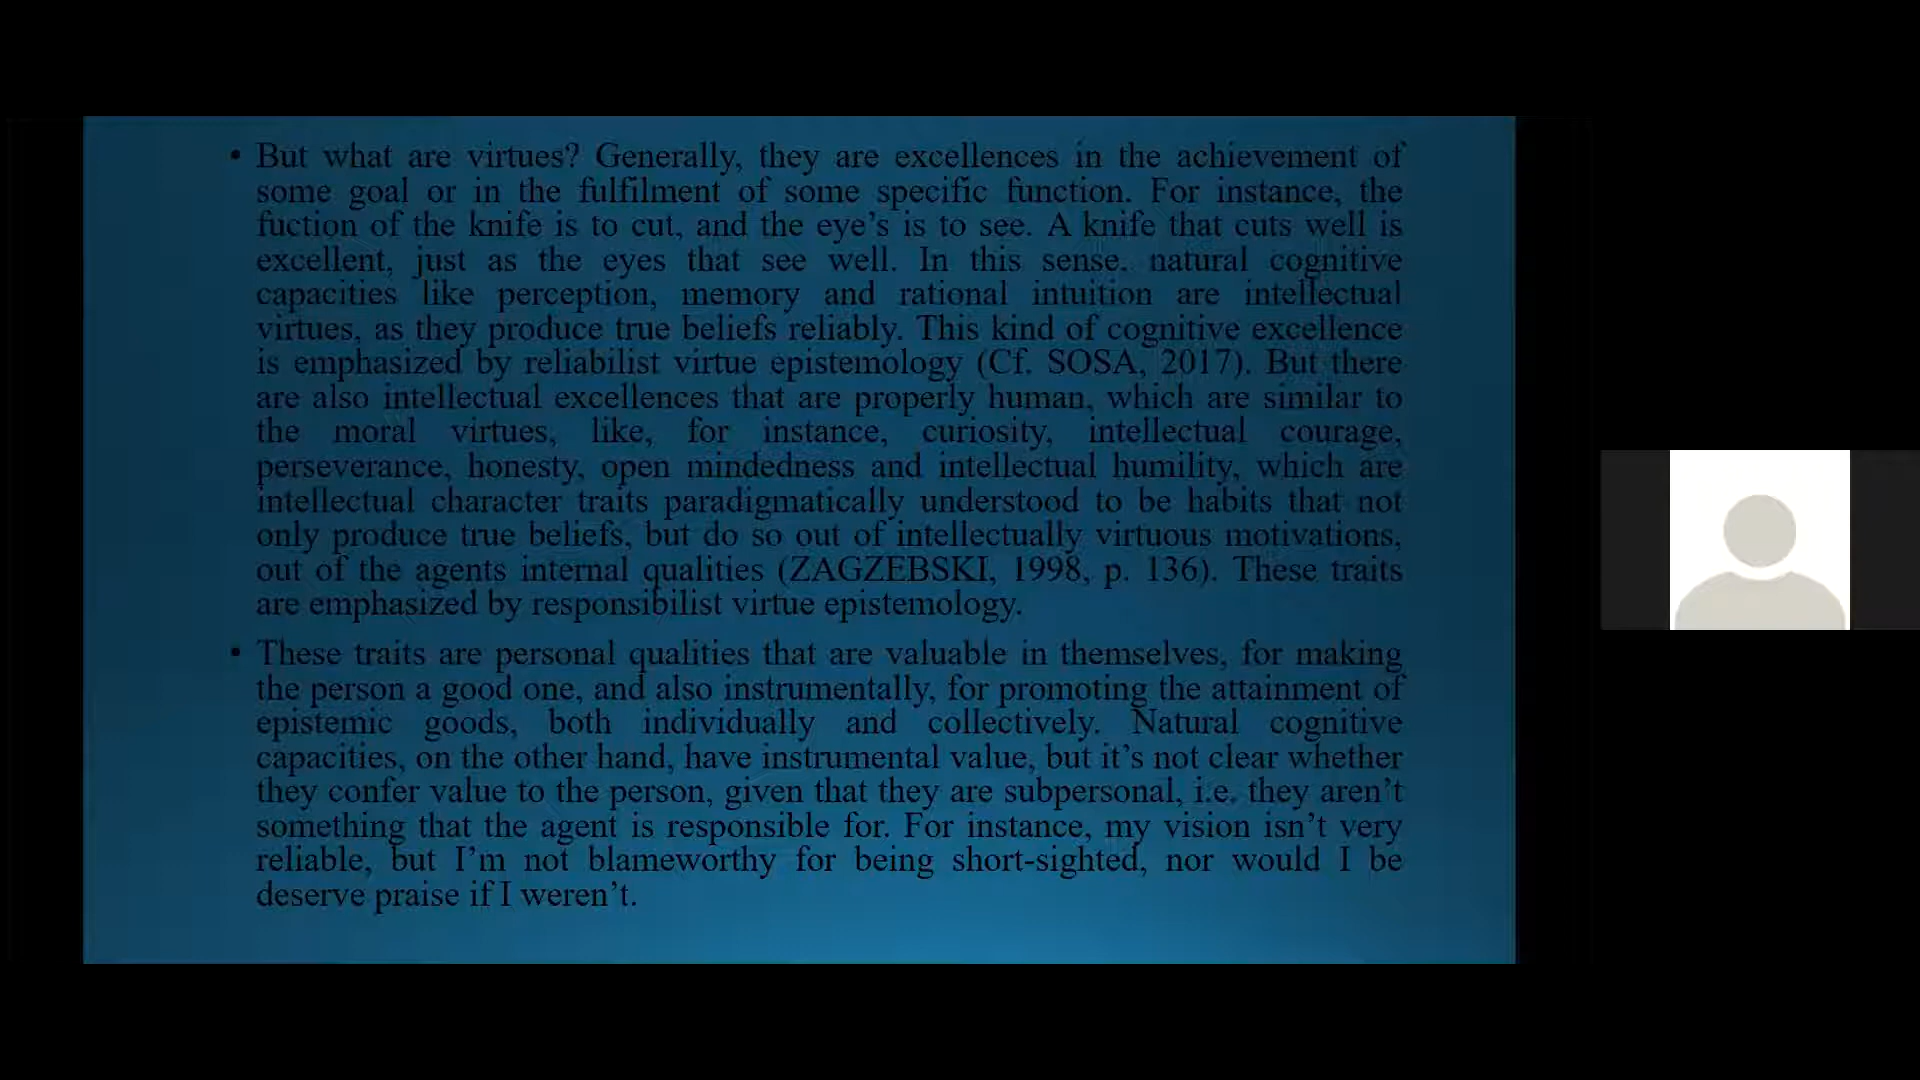 • But what are virtues? Generally, they are excellences in the achievement of
some goal or in the fulfilment of some specific function. For instance, the
fuction of the knife is to cut, and the eye’s is to see. A knife that cuts well is
excellent, just as the eyes that see well. In this sense. natural cognitive
capacities like perception, memory and rational intuition are intellectual
virtues, as they produce true beliefs reliably. This kind of cognitive excellence
is emphasized by reliabilist virtue epistemology (Cf. SOSA, 2017). But there
are also intellectual excellences that are properly human, which are similar to
the moral virtues, like, for instance, curiosity, intellectual courage,
perseverance, honesty, open mindedness and intellectual humility, which are
intellectual character traits paradigmatically understood to be habits that not
only produce true beliefs, but do so out of intellectually virtuous motivations,
out of the agents internal qualities (ZAGZEBSKI, 1998, p. 136). These traits
are emphasized by responsibilist virtue epistemology.
• These traits are personal qualities that are valuable in themselves, for making
the person a good one, and also instrumentally, for promoting the attainment of
epistemic goods, both individually and collectively. Natural cognitive
capacities, on the other hand, have instrumental value, but it’s not clear whether
they confer value to the person, given that they are subpersonal, i.e. they aren’t
something that the agent is responsible for. For instance, my vision isn’t very
reliable, but I’m not blameworthy for being short-sighted, nor would I be
deserve praise if I weren’t.